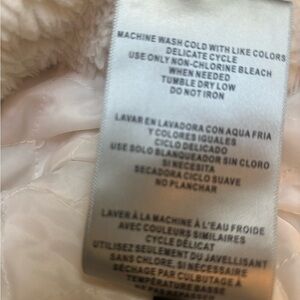 MACHINE WASH COLD WITH LIKE COLORS
DELICATE CYCLE
USE ONLY NON-CHLORINE BLEACH
WHEN NEEDED
TUMBLE DRY LOW
DO NOT IRON
LAVAR EN LAVADORA CON AQUA FRIA
Y COLORES IGUALES
CICLO DELICADO
USE SOLO BLANQUEADOR SIN CLORO
SI NECESITA
SECADORA CICLO SUAVE
NO PLANCHAR
LAVER À LA MACHINE À L'EAU FROIDE
AVEC COULEURS SIMILAIRES
CYCLE DÉLICAT
UTILISEZ SEULEMENT DU JAVELLISANT
SANS CHLORE, SI NÉCESSAIRE
SÉCHAGE PAR CULBUTAGE À
TEMPÉRATURE BASSE